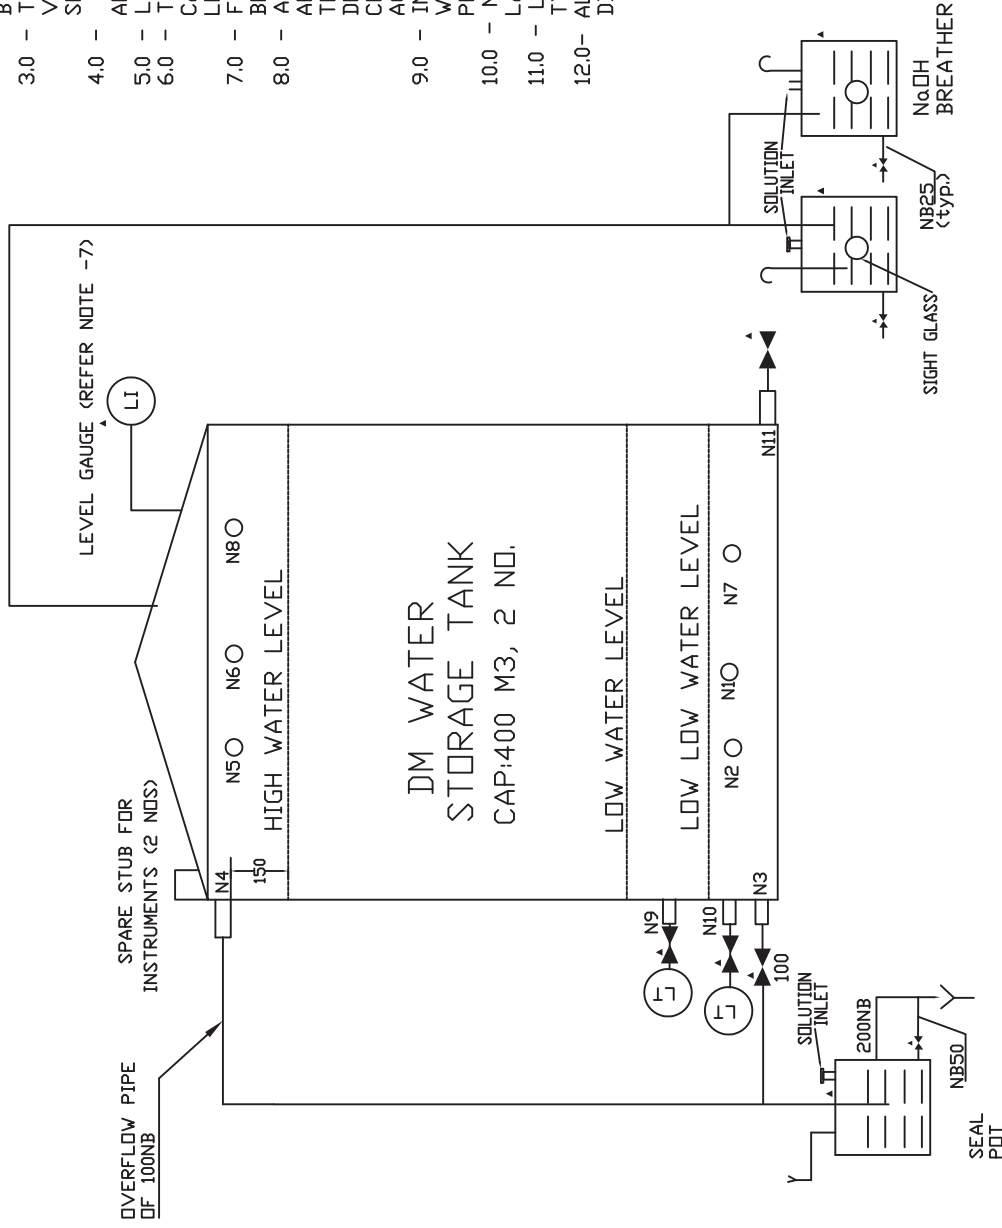 3.0 -
4.0 -
5.0 -
6.0 -
7.0 -
8.0 -
9.0 -
10.0 -
11.0 -
12.0-
LEVEL GAUGE (REFER NOTE -7)
LI
SPARE STUB FOR
INSTRUMENTS (2 NOS)
OVERFLOW PIPE
OF 100NB
N4
N5
N6
N8
150
HIGH WATER LEVEL
DM WATER
STORAGE TANK
CAP:400 M3, 2 NO.
LOW WATER LEVEL
LOW LOW WATER LEVEL
N9
LT
N10
LT
N3
100
N2
N1
N7
N11
SOLUTION
INLET
200NB
NB50
SEAL
POT
SOLUTION
INLET
SIGHT GLASS
NB25
(typ.)
NaOH
BREATHER